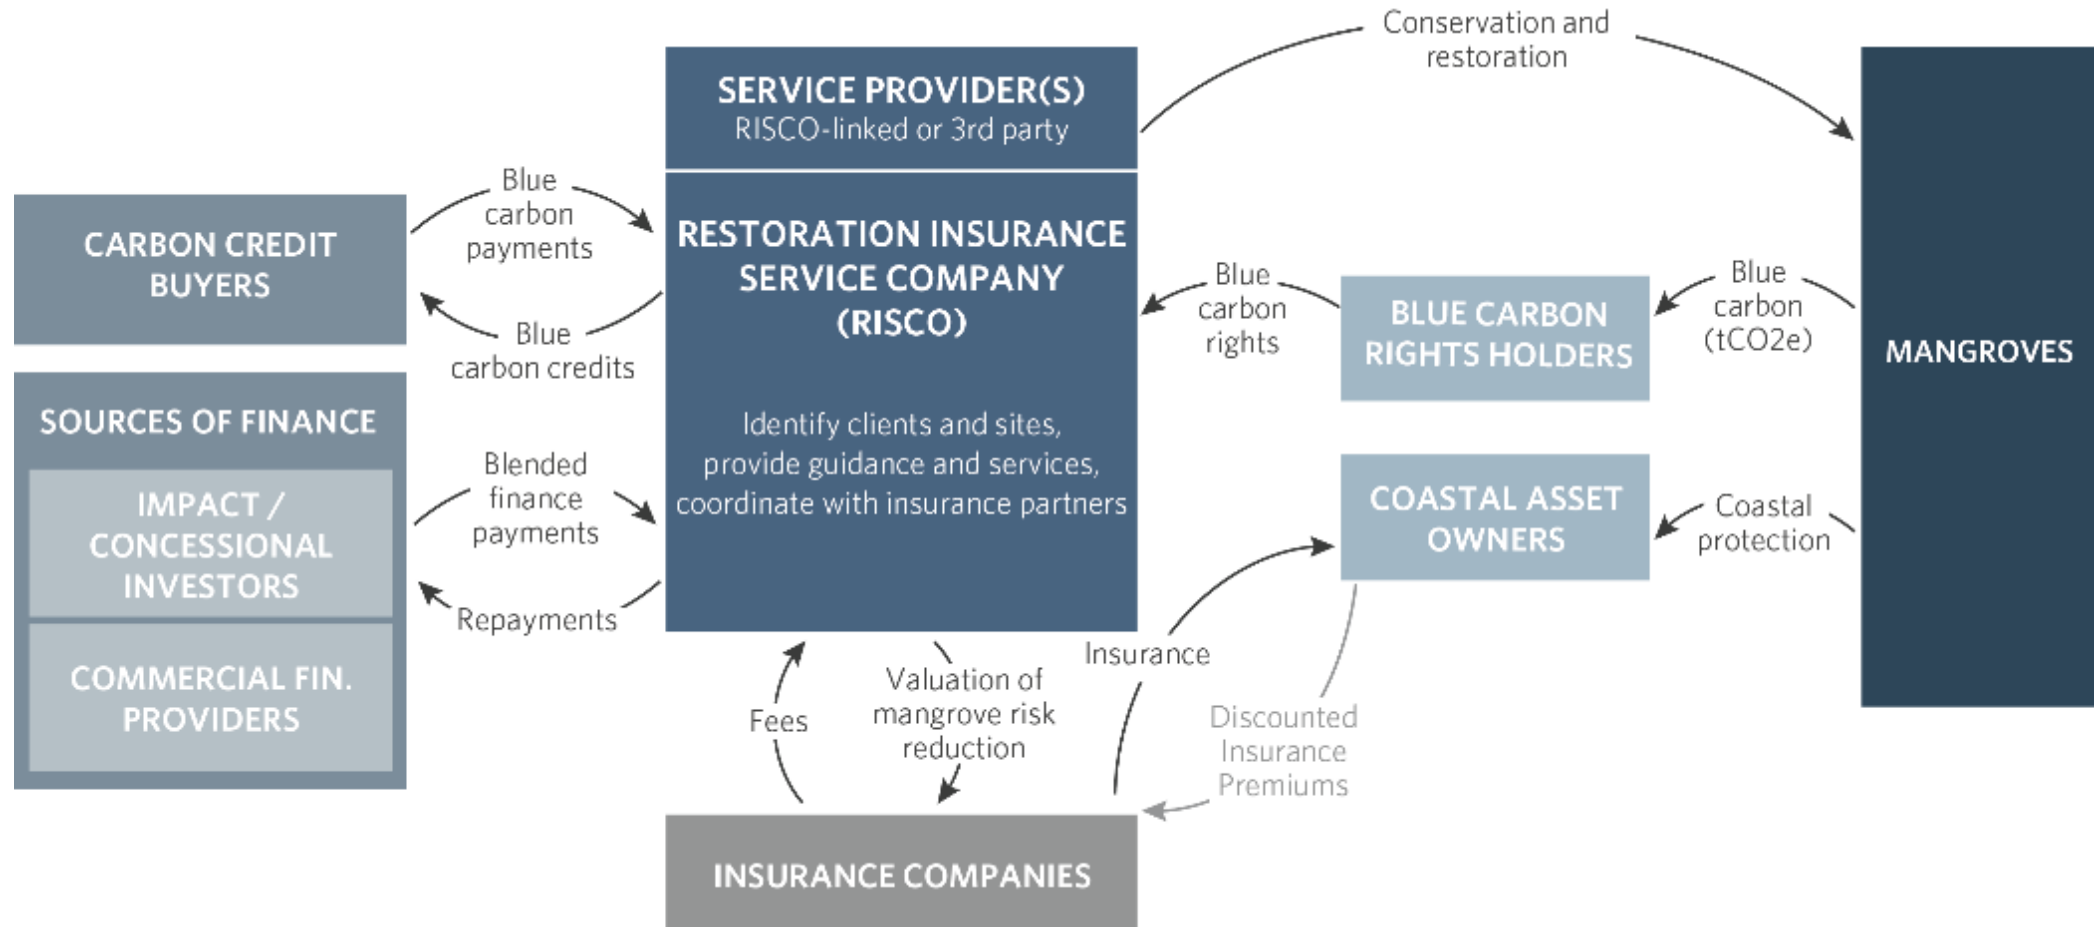 Conservation and
restoration
SERVICE PROVIDER(S)
RISCO-linked or 3rd party
CARBON CREDIT
BUYERS
Blue
carbon
payments
Blue
carbon credits
RESTORATION INSURANCE
SERVICE COMPANY
(RISCO)
Identify clients and sites,
provide guidance and services,
coordinate with insurance partners
Blue
carbon
rights
BLUE CARBON
RIGHTS HOLDERS
Blue
carbon
(tCO2e)
MANGROVES
SOURCES OF FINANCE
IMPACT /
CONCESSIONAL
INVESTORS
COMMERCIAL FIN.
PROVIDERS
Blended
finance
payments
Repayments
COASTAL ASSET
OWNERS
Coastal
protection
Fees
Valuation of
mangrove risk
reduction
Insurance
Discounted
Insurance
Premiums
INSURANCE COMPANIES